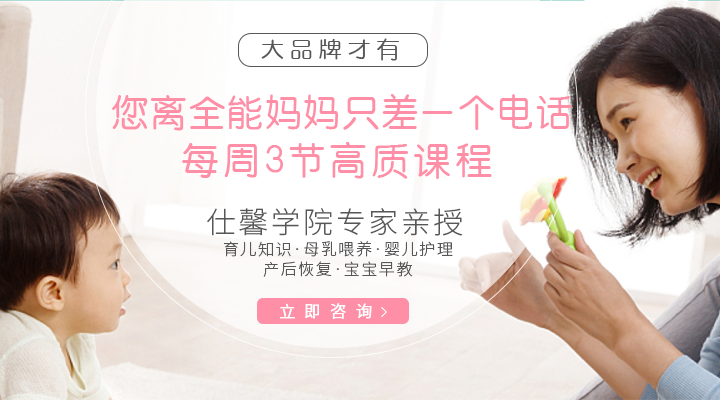 大品牌才有
您离全能妈妈只差一个电话
每周3节高质课程
仕馨学院专家亲授
育儿知识·母乳喂养·婴儿护理
产后恢复·宝宝早教
立即咨询>